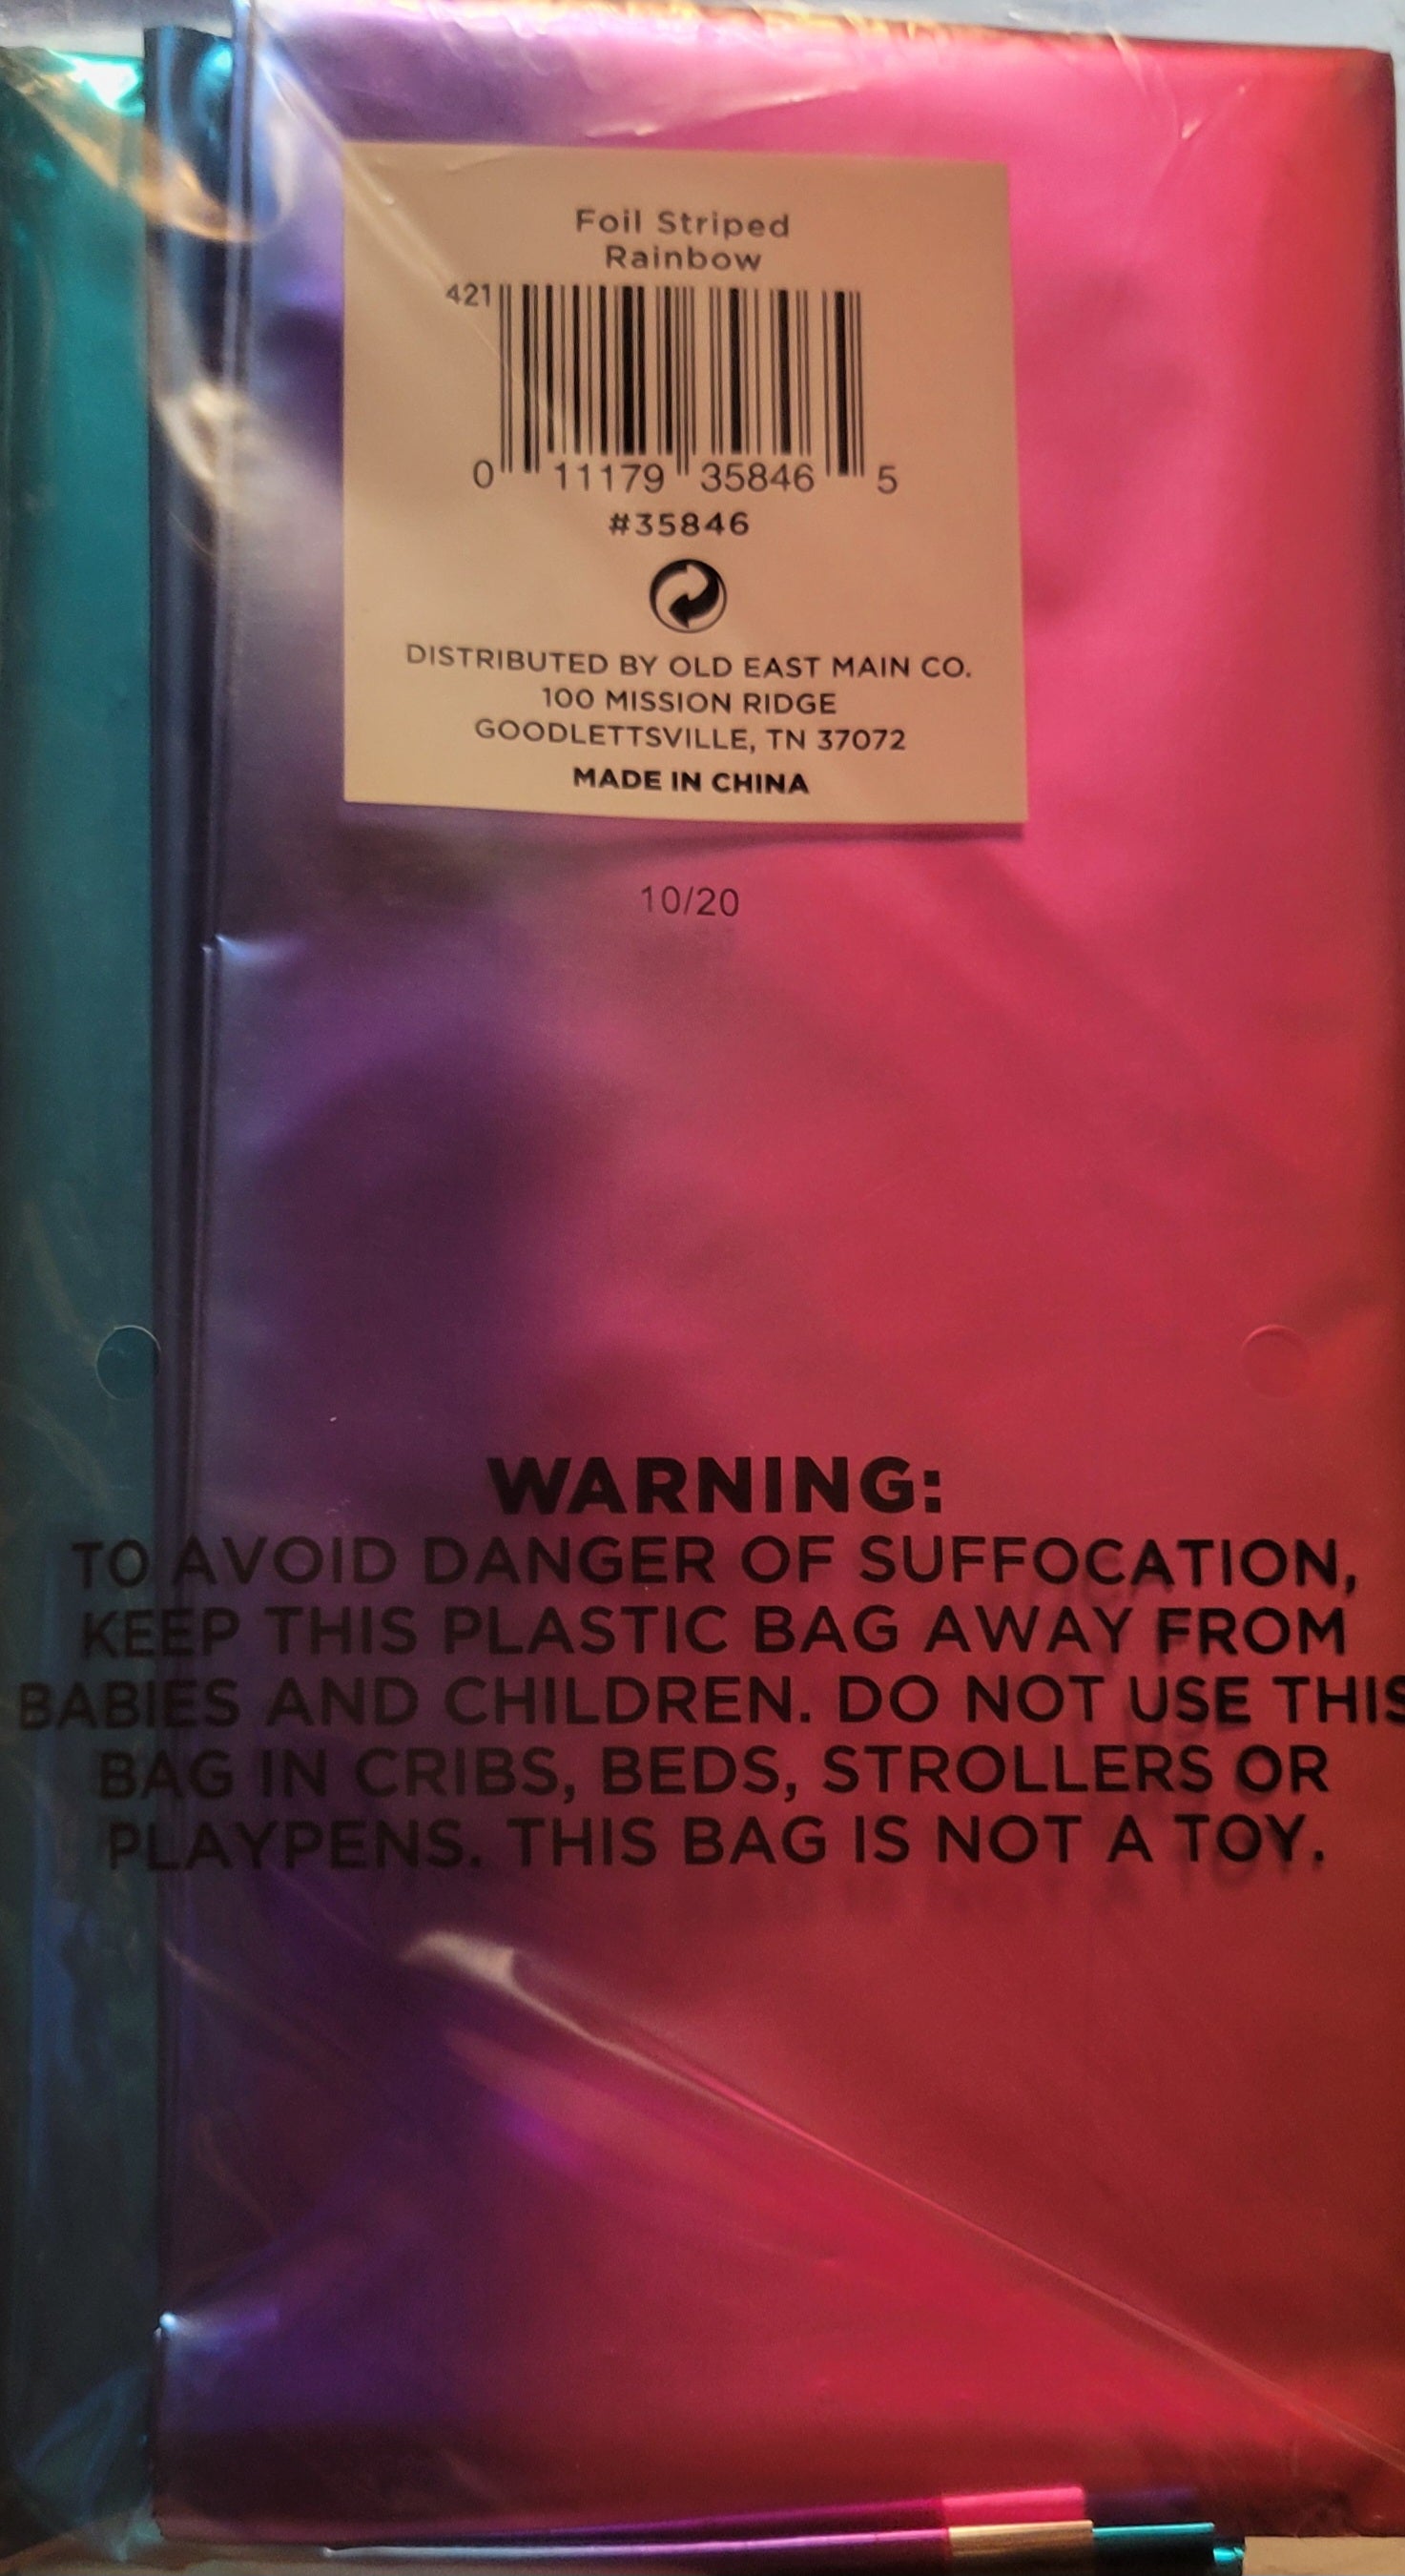 Foil Striped
Rainbow
421
0 11179 35846 5
#35846
DISTRIBUTED BY OLD EAST MAIN CO.
100 MISSION RIDGE
GOODLETTSVILLE, TN 37072
MADE IN CHINA
10/20
WARNING:
TO AVOID DANGER OF SUFFOCATION,
KEEP THIS PLASTIC BAG AWAY FROM
BABIES AND CHILDREN. DO NOT USE THIS
BAG IN CRIBS, BEDS, STROLLERS OR
PLAYPENS. THIS BAG IS NOT A TOY.